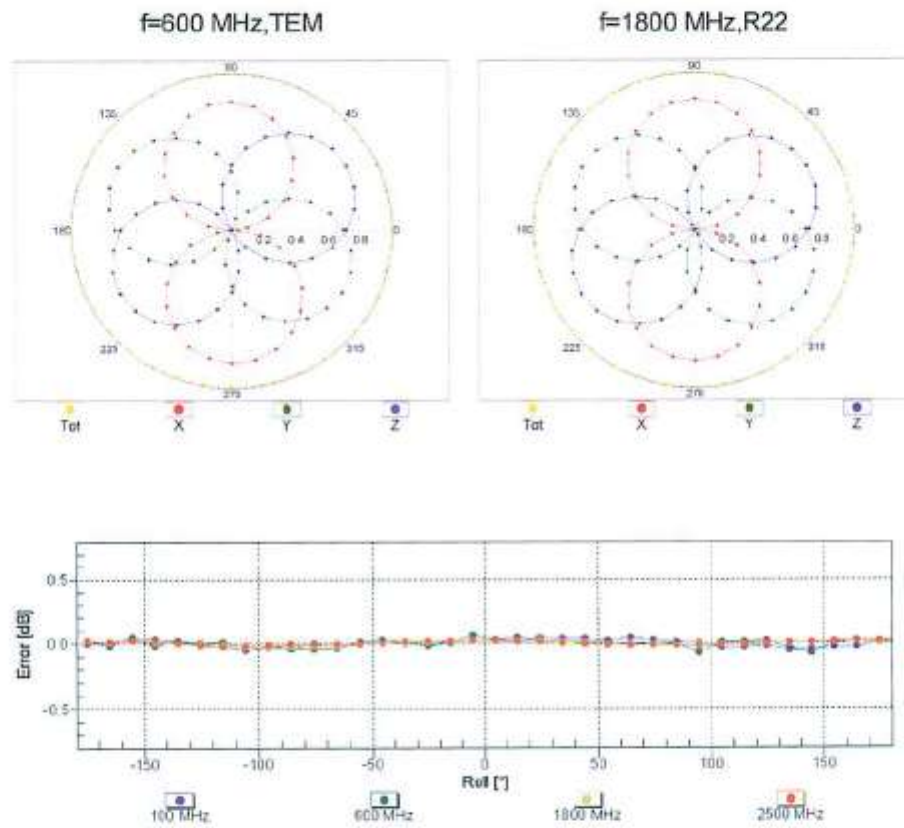 f=600 MHz,TEM
f=1800 MHz,R22
90
135
45
180
0.2 0.4 0.6 0.8
0
225
315
270
Tot
X
Y
Z
90
135
45
180
0.2 0.4 0.6 0.8
0
225
315
270
Tot
X
Y
Z
Error [dB]
0.5
0.0
-0.5
-150
-100
-50
0
50
100
150
Roll [°]
100 MHz
600 MHz
1800 MHz
2500 MHz